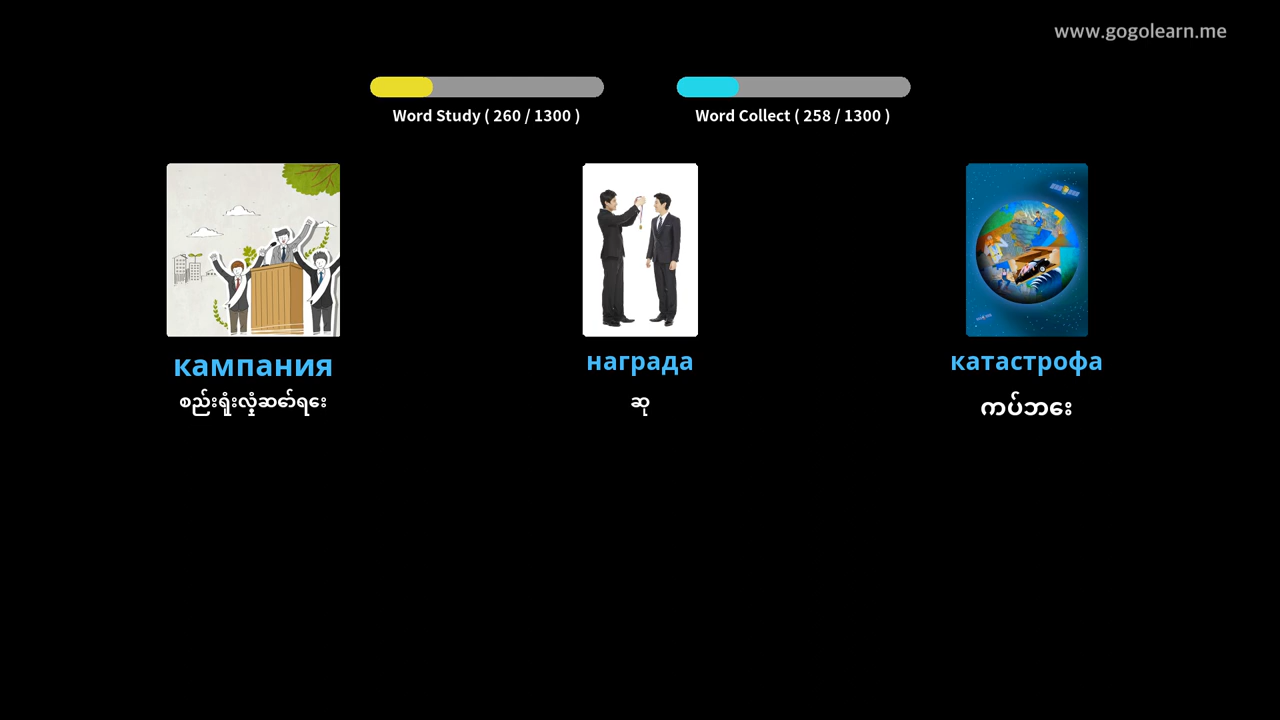 www.gogolearn.me
Word Study ( 260 / 1300 )
Word Collect ( 258 / 1300 )
кампания
награда
катастрофа
စည်းရုံးလှုံ့ဆော်ရေး
ဆု
ကပ်ဘေး